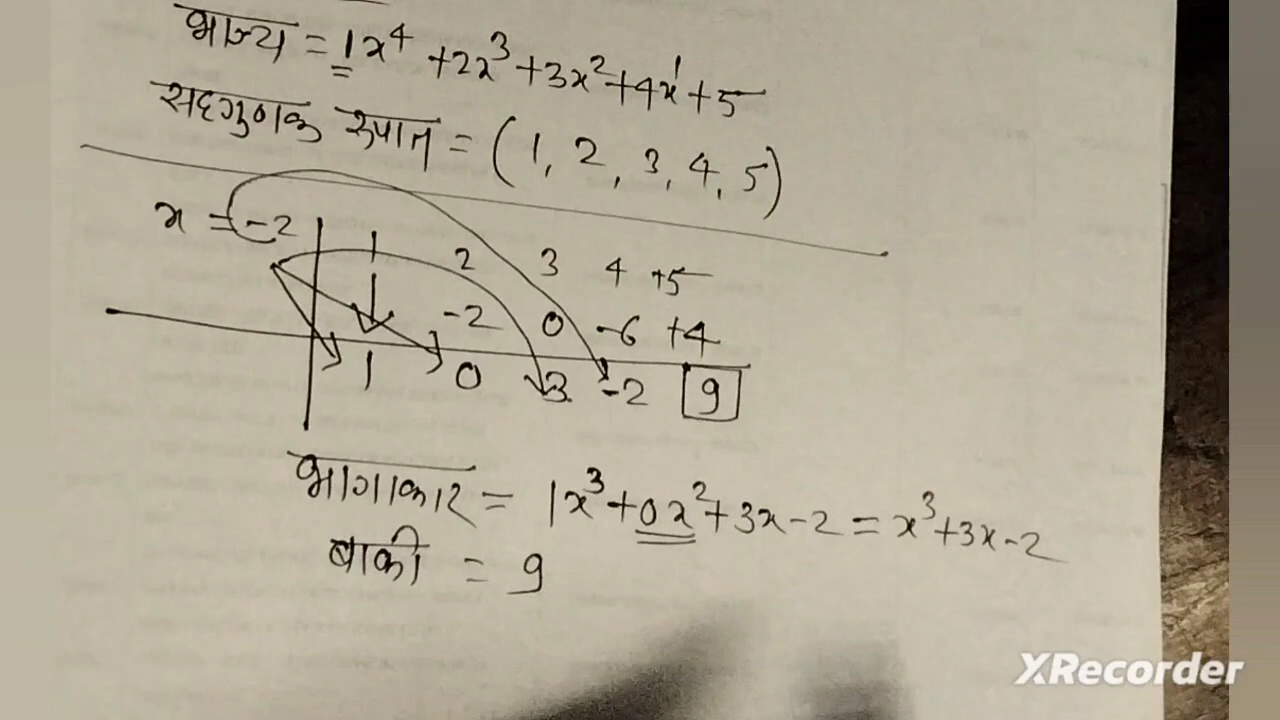 भाज्य = 1x⁴ + 2x³ + 3x² + 4x¹ + 5
सहगुणक रुपात = (1, 2, 3, 4, 5)
x = -2 | 1 2 3 4 +5
-2 0 -6 +4
1 0 3 -2 9
भागाकार = 1x³ + 0x² + 3x - 2 = x³ + 3x - 2
बाकी = 9
XRecorder